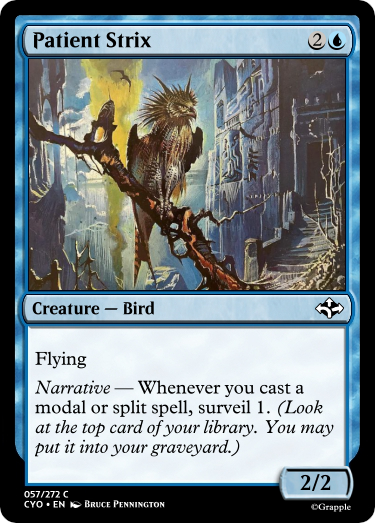 Patient Strix 2
Creature — Bird
Flying
Narrative — Whenever you cast a
modal or split spell, surveil 1. (Look
at the top card of your library. You may
put it into your graveyard.)
2/2
057/272 C
CYO • EN Bruce Pennington
©Grapple